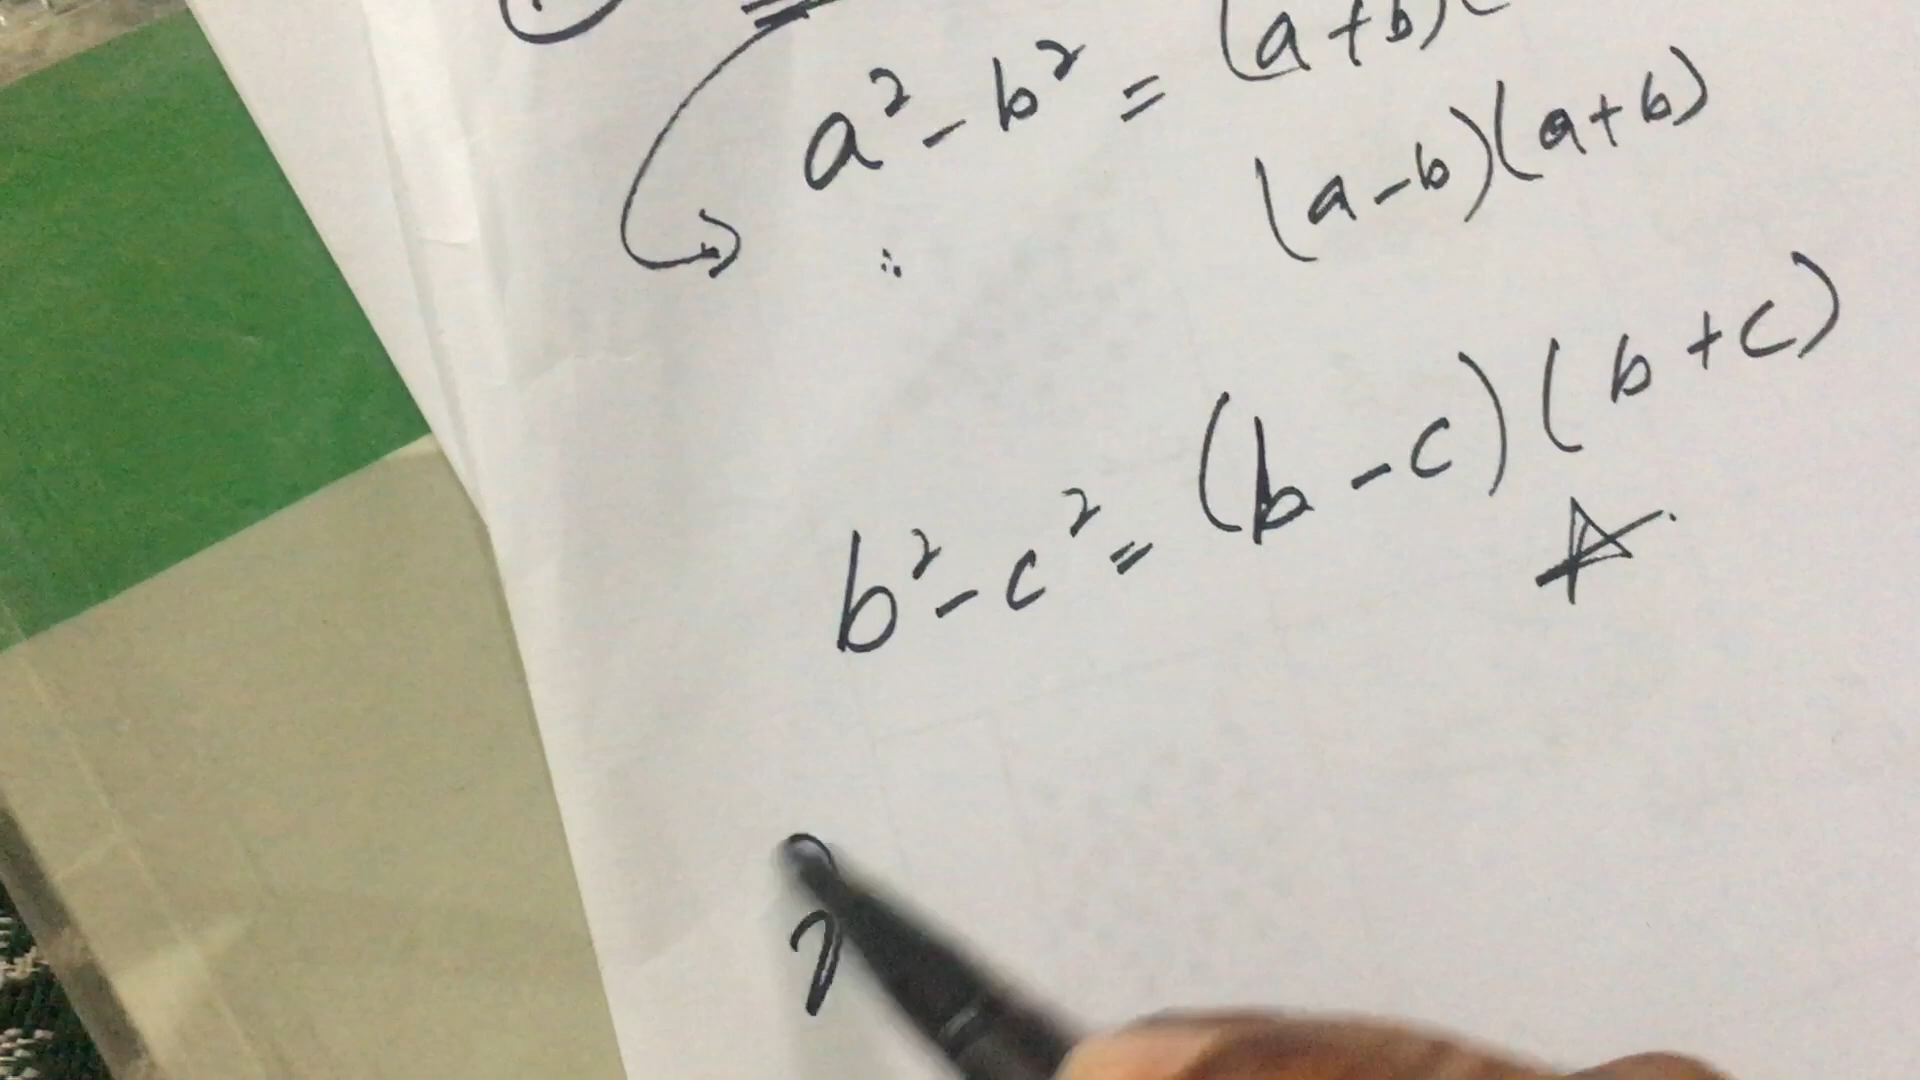 a² - b² = (a + b)(
(a - b)(a + b)
b² - c² = (b - c)(b + c)